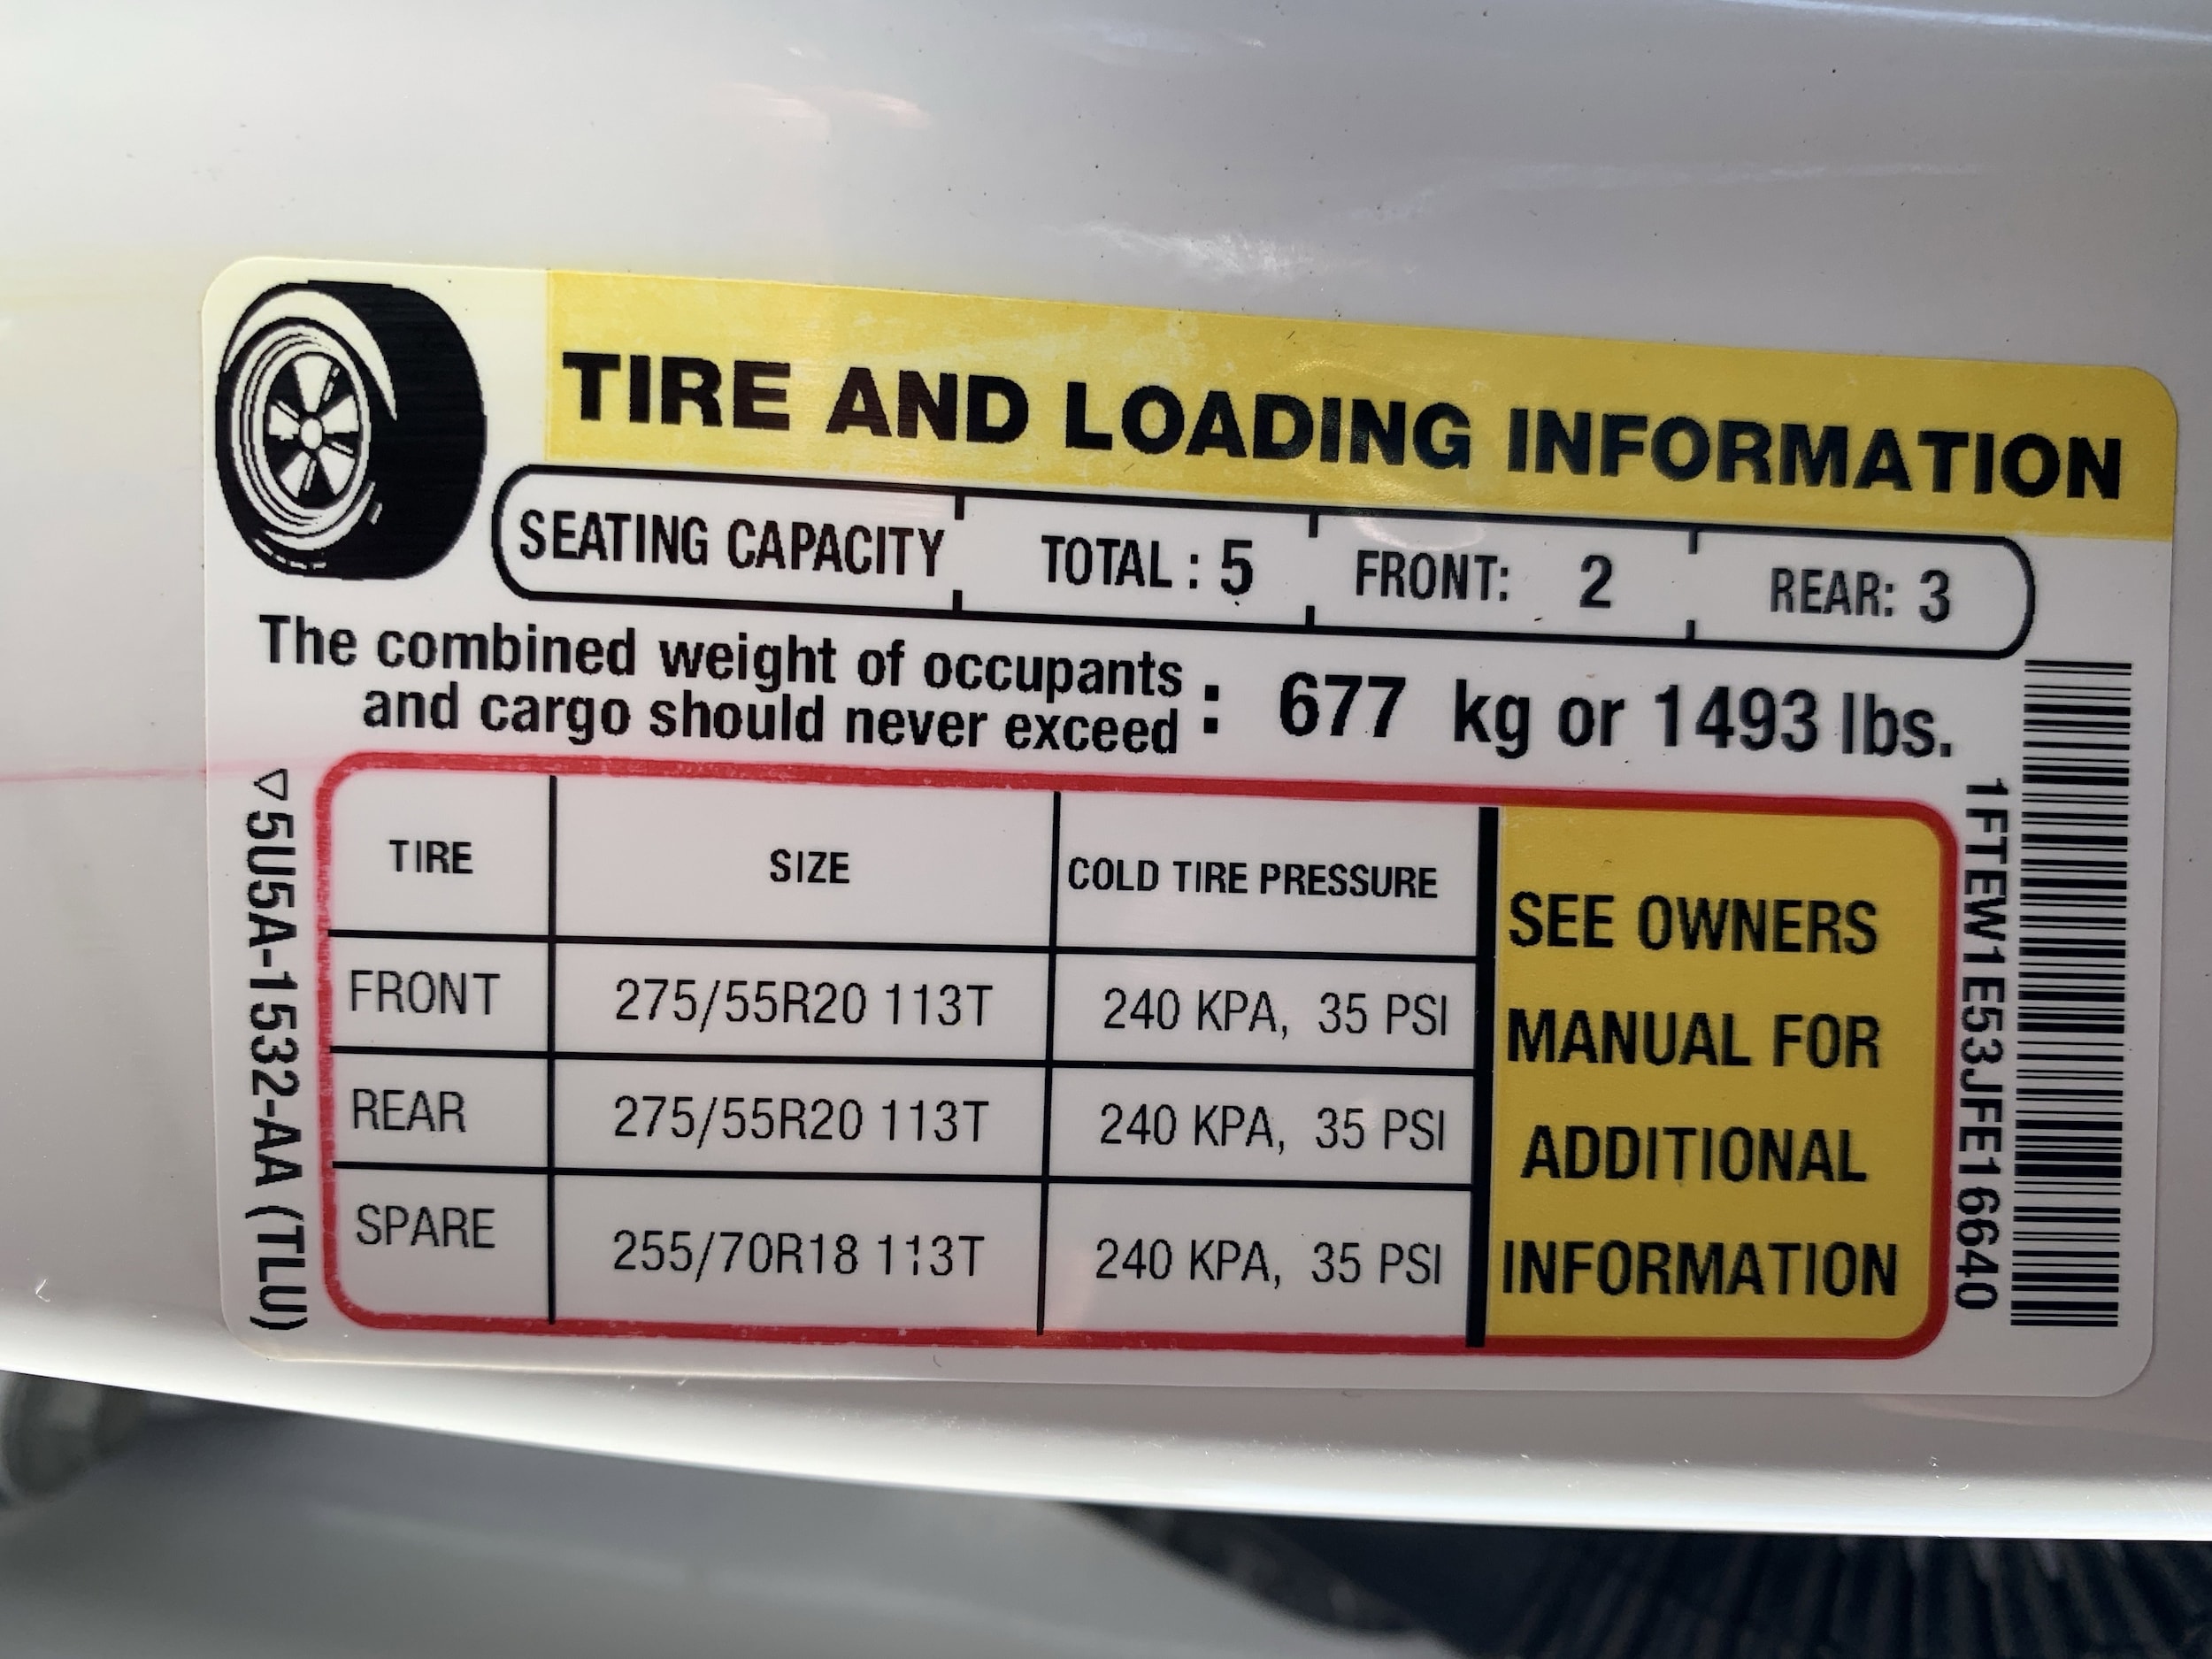 TIRE AND LOADING INFORMATION
SEATING CAPACITY TOTAL : 5 FRONT: 2 REAR: 3
The combined weight of occupants
and cargo should never exceed : 677 kg or 1493 lbs.
TIRE SIZE COLD TIRE PRESSURE
FRONT 275/55R20 113T 240 KPA, 35 PSI
REAR 275/55R20 113T 240 KPA, 35 PSI
SPARE 255/70R18 113T 240 KPA, 35 PSI
SEE OWNERS
MANUAL FOR
ADDITIONAL
INFORMATION
▽5U5A-1532-AA (TLU)
1FTEW1E53JFE16640